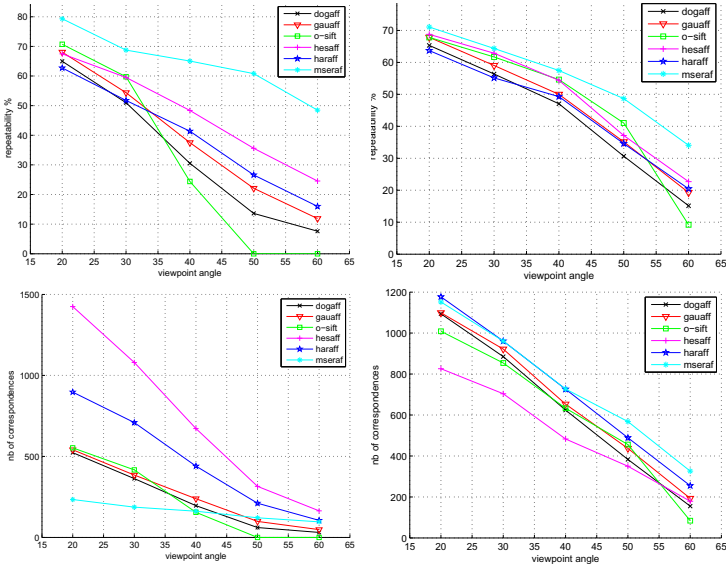 80
70
60
50
40
30
20
10
0
repeatability %
15 20 25 30 35 40 45 50 55 60 65
viewpoint angle
dogaff
gauaff
o−sift
hesaff
haraff
mseraf
70
60
50
40
30
20
10
0
repeatability %
15 20 25 30 35 40 45 50 55 60 65
viewpoint angle
dogaff
gauaff
o−sift
hesaff
haraff
mseraf
1500
1000
500
0
nb of correspondences
15 20 25 30 35 40 45 50 55 60 65
viewpoint angle
dogaff
gauaff
o−sift
hesaff
haraff
mseraf
1200
1000
800
600
400
200
0
nb of correspondences
15 20 25 30 35 40 45 50 55 60 65
viewpoint angle
dogaff
gauaff
o−sift
hesaff
haraff
mseraf